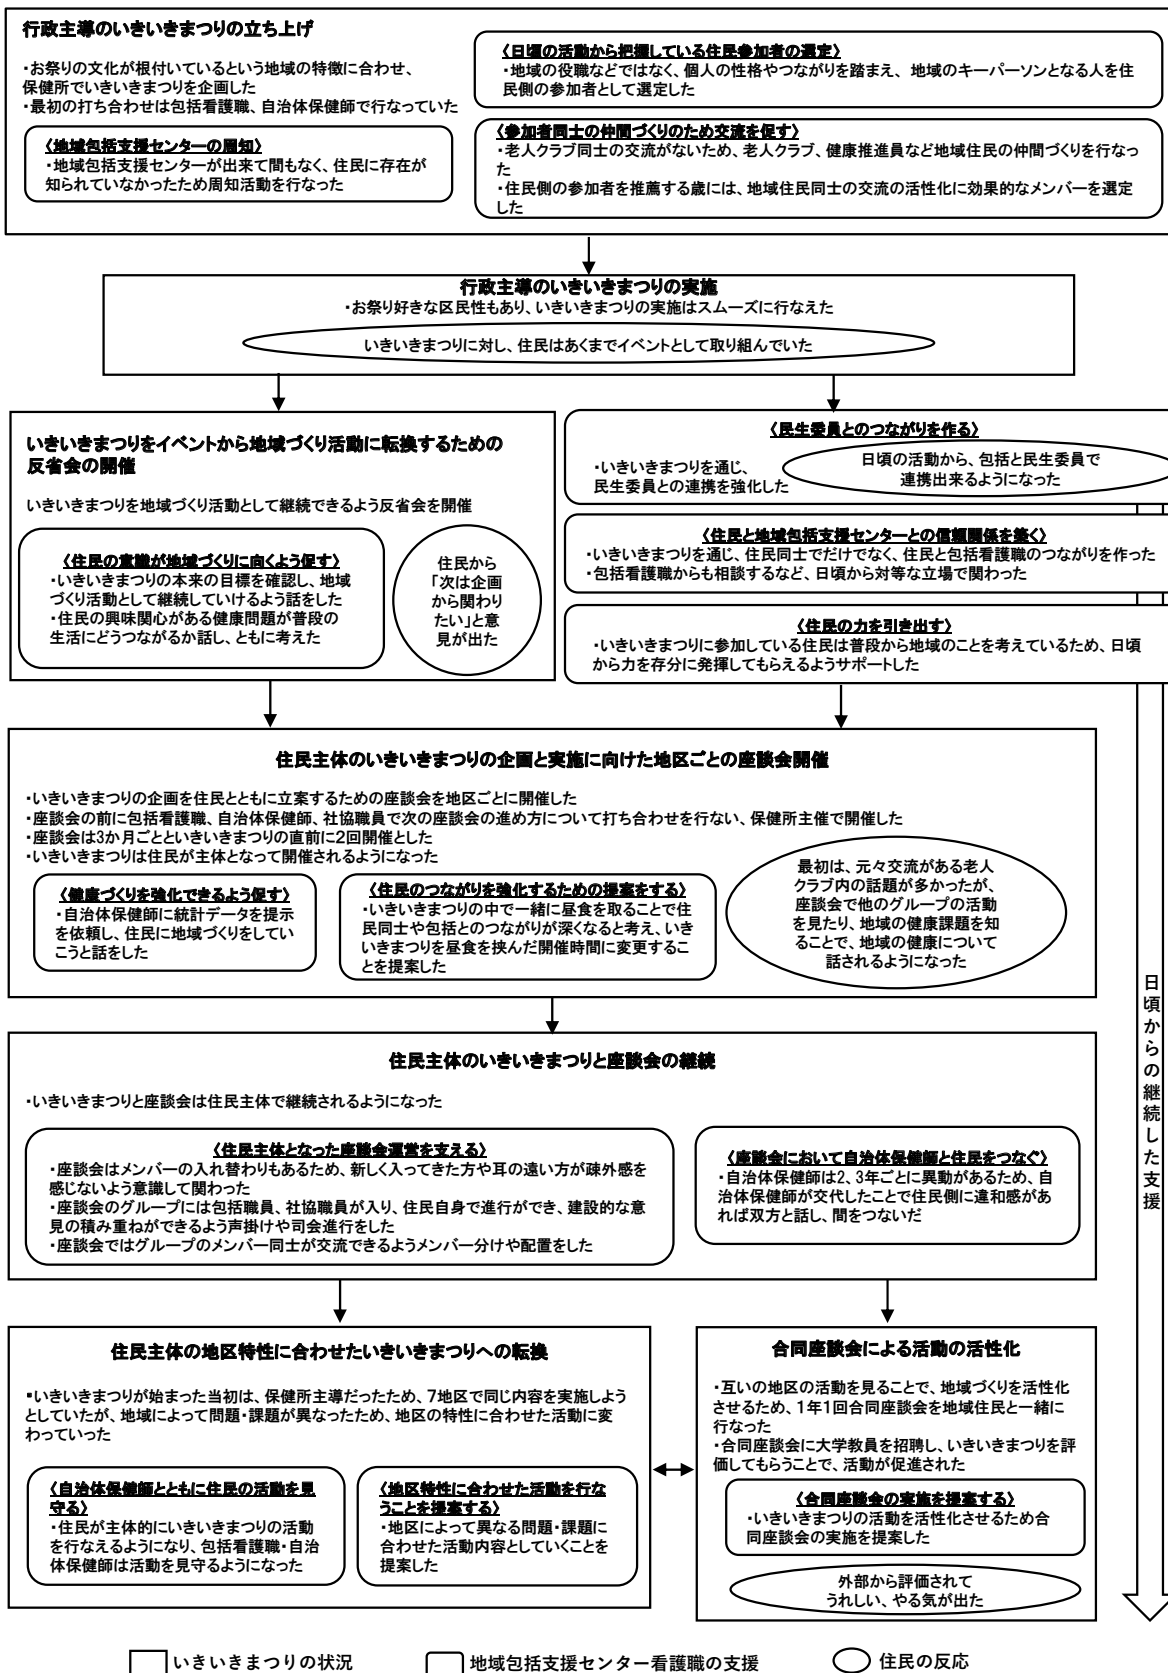 行政主導のいきいきまつりの立ち上げ
・お祭りの文化が根付いているという地域の特徴に合わせ、
保健所でいきいきまつりを企画した
・最初の打ち合わせは包括看護職、自治体保健師で行なっていた
〈地域包括支援センターの周知〉
・地域包括支援センターが出来て間もなく、住民に存在が
知られていなかったため周知活動を行なった
〈日頃の活動から把握している住民参加者の選定〉
・地域の役職などではなく、個人の性格やつながりを踏まえ、地域のキーパーソンとなる人を住
民側の参加者として選定した
〈参加者同士の仲間づくりのため交流を促す〉
・老人クラブ同士の交流がないため、老人クラブ、健康推進員など地域住民の仲間づくりを行なっ
た
・住民側の参加者を推薦する歳には、地域住民同士の交流の活性化に効果的なメンバーを選定
した
行政主導のいきいきまつりの実施
・お祭り好きな区民性もあり、いきいきまつりの実施はスムーズに行なえた
いきいきまつりに対し、住民はあくまでイベントとして取り組んでいた
いきいきまつりをイベントから地域づくり活動に転換するための
反省会の開催
いきいきまつりを地域づくり活動として継続できるよう反省会を開催
〈住民の意識が地域づくりに向くよう促す〉
・いきいきまつりの本来の目標を確認し、地域
づくり活動として継続していけるよう話をした
・住民の興味関心がある健康問題が普段の
生活にどうつながるか話し、ともに考えた
住民から
「次は企画
から関わり
たい」と意
見が出た
〈民生委員とのつながりを作る〉
・いきいきまつりを通じ、
民生委員との連携を強化した
日頃の活動から、包括と民生委員で
連携出来るようになった
〈住民と地域包括支援センターとの信頼関係を築く〉
・いきいきまつりを通じ、住民同士でだけでなく、住民と包括看護職のつながりを作った
・包括看護職からも相談するなど、日頃から対等な立場で関わった
〈住民の力を引き出す〉
・いきいきまつりに参加している住民は普段から地域のことを考えているため、日頃
から力を存分に発揮してもらえるようサポートした
住民主体のいきいきまつりの企画と実施に向けた地区ごとの座談会開催
・いきいきまつりの企画を住民とともに立案するための座談会を地区ごとに開催した
・座談会の前に包括看護職、自治体保健師、社協職員で次の座談会の進め方について打ち合わせを行ない、保健所主催で開催した
・座談会は3か月ごとといきいきまつりの直前に2回開催とした
・いきいきまつりは住民が主体となって開催されるようになった
〈健康づくりを強化できるよう促す〉
・自治体保健師に統計データを提示
を依頼し、住民に地域づくりをしてい
こうと話をした
〈住民のつながりを強化するための提案をする〉
・いきいきまつりの中で一緒に昼食を取ることで住
民同士や包括とのつながりが深くなると考え、いき
いきまつりを昼食を挟んだ開催時間に変更するこ
とを提案した
最初は、元々交流がある老人
クラブ内の話題が多かったが、
座談会で他のグループの活動
を見たり、地域の健康課題を知
ることで、地域の健康について
話されるようになった
日頃からの継続した支援
住民主体のいきいきまつりと座談会の継続
・いきいきまつりと座談会は住民主体で継続されるようになった
〈住民主体となった座談会運営を支える〉
・座談会はメンバーの入れ替わりもあるため、新しく入ってきた方や耳の遠い方が疎外感を
感じないよう意識して関わった
・座談会のグループには包括職員、社協職員が入り、住民自身で進行ができ、建設的な意
見の積み重ねができるよう声掛けや司会進行をした
・座談会ではグループのメンバー同士が交流できるようメンバー分けや配置をした
〈座談会において自治体保健師と住民をつなぐ〉
・自治体保健師は2、3年ごとに異動があるため、自
治体保健師が交代したことで住民側に違和感があ
れば双方と話し、間をつないだ
住民主体の地区特性に合わせたいきいきまつりへの転換
・いきいきまつりが始まった当初は、保健所主導だったため、7地区で同じ内容を実施しよう
としていたが、地域によって問題・課題が異なったため、地区の特性に合わせた活動に変
わっていった
〈自治体保健師とともに住民の活動を見
守る〉
・住民が主体的にいきいきまつりの活動
を行なえるようになり、包括看護職・自治
体保健師は活動を見守るようになった
〈地区特性に合わせた活動を行な
うことを提案する〉
・地区によって異なる問題・課題に
合わせた活動内容としていくことを
提案した
合同座談会による活動の活性化
・互いの地区の活動を見ることで、地域づくりを活性化
させるため、1年1回合同座談会を地域住民と一緒に
行なった
・合同座談会に大学教員を招聘し、いきいきまつりを評
価してもらうことで、活動が促進された
〈合同座談会の実施を提案する〉
・いきいきまつりの活動を活性化させるため合
同座談会の実施を提案した
外部から評価されて
うれしい、やる気が出た
いきいきまつりの状況
地域包括支援センター看護職の支援
住民の反応